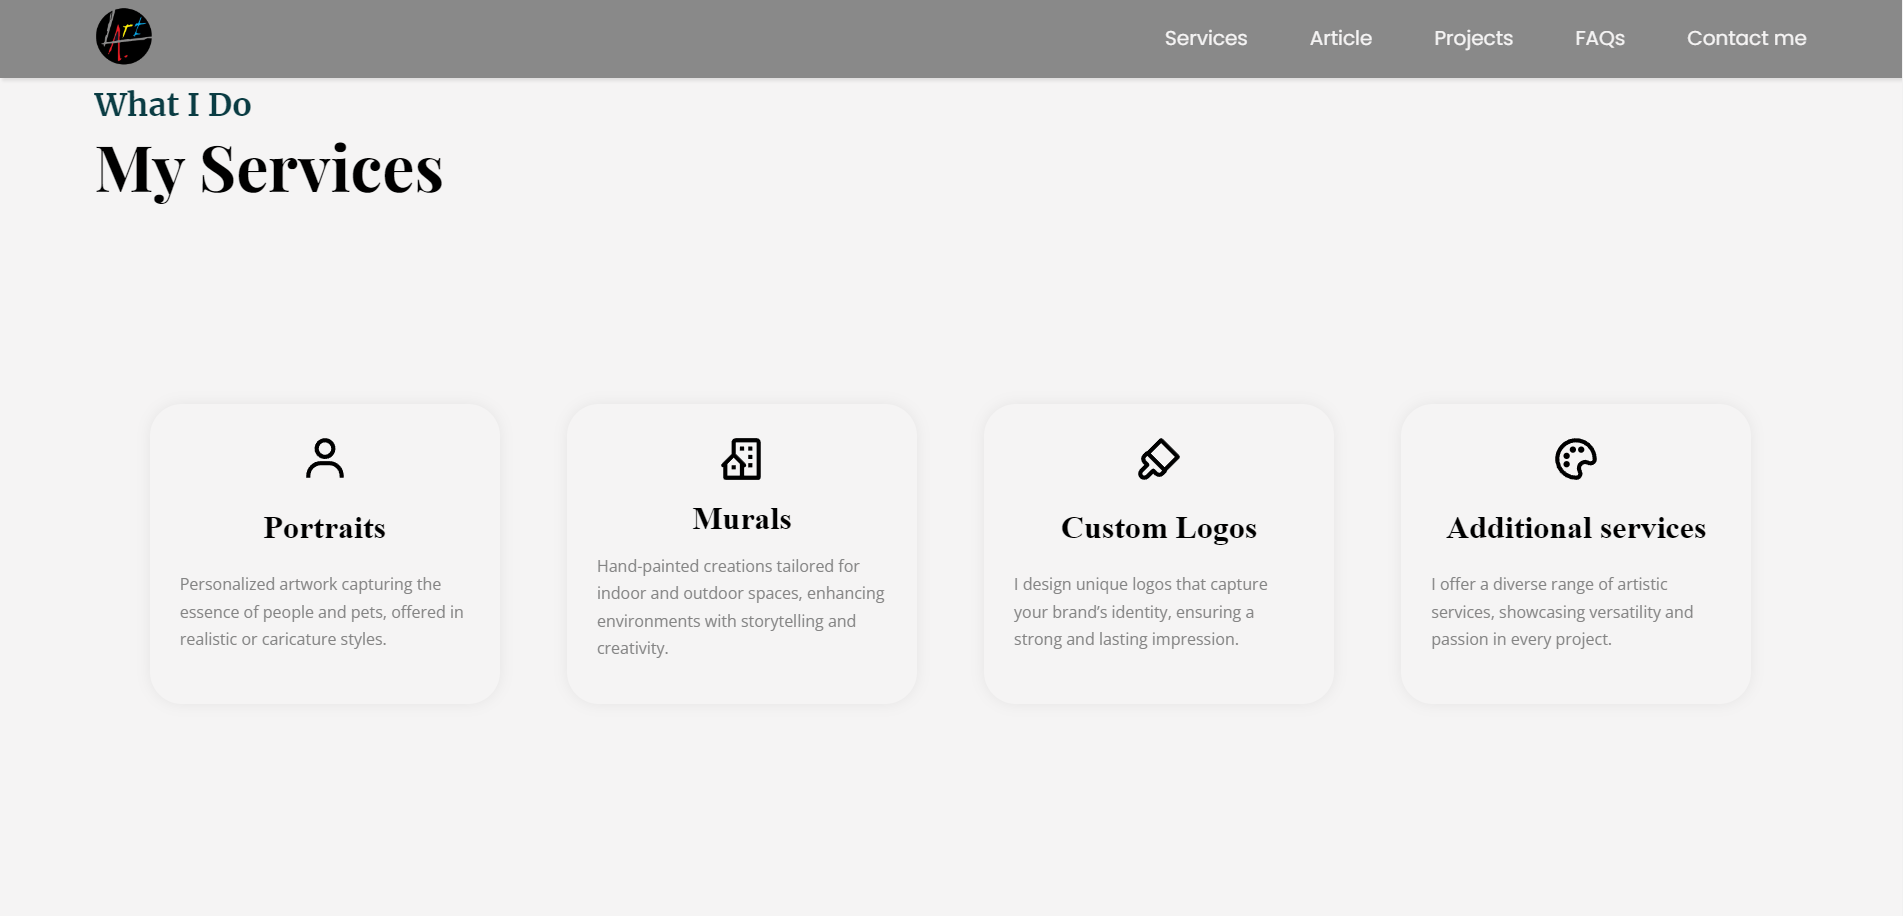 Art
Services
Article
Projects
FAQs
Contact me
What I Do
My Services
Portraits
Personalized artwork capturing the
essence of people and pets, offered in
realistic or caricature styles.
Murals
Hand-painted creations tailored for
indoor and outdoor spaces, enhancing
environments with storytelling and
creativity.
Custom Logos
I design unique logos that capture
your brand’s identity, ensuring a
strong and lasting impression.
Additional services
I offer a diverse range of artistic
services, showcasing versatility and
passion in every project.